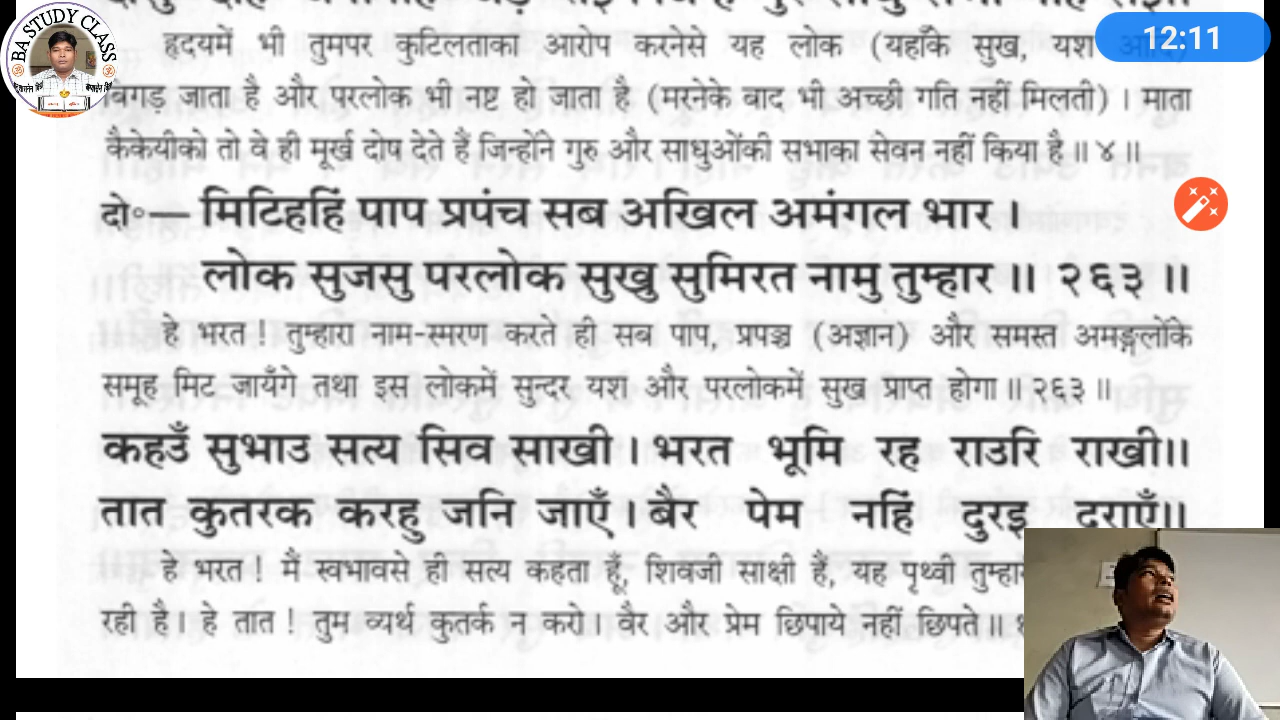 हृदयमें भी तुमपर कुटिलताका आरोप करनेसे यह लोक (यहाँके सुख, यश
12:11
BA STUDY CLASS
बिगड़ जाता है और परलोक भी नष्ट हो जाता है (मरनेके बाद भी अच्छी गति नहीं मिलती) । माता
कैकेयीको तो वे ही मूर्ख दोष देते हैं जिन्होंने गुरु और साधुओंकी सभाका सेवन नहीं किया है ॥ ४ ॥
दो०— मिटिहहिं पाप प्रपंच सब अखिल अमंगल भार ।
लोक सुजसु परलोक सुखु सुमिरत नामु तुम्हार ॥ २६३ ॥
हे भरत ! तुम्हारा नाम-स्मरण करते ही सब पाप, प्रपञ्च (अज्ञान) और समस्त अमङ्गलोंके
समूह मिट जायँगे तथा इस लोकमें सुन्दर यश और परलोकमें सुख प्राप्त होगा ॥ २६३ ॥
कहउँ सुभाउ सत्य सिव साखी । भरत भूमि रह राउरि राखी॥
तात कुतरक करहु जनि जाएँ । बैर पेम नहिं दुरइ दुराएँ॥
हे भरत ! मैं स्वभावसे ही सत्य कहता हूँ, शिवजी साक्षी हैं, यह पृथ्वी
रही है। हे तात ! तुम व्यर्थ कुतर्क न करो। वैर और प्रेम छिपाये नहीं छिपते॥